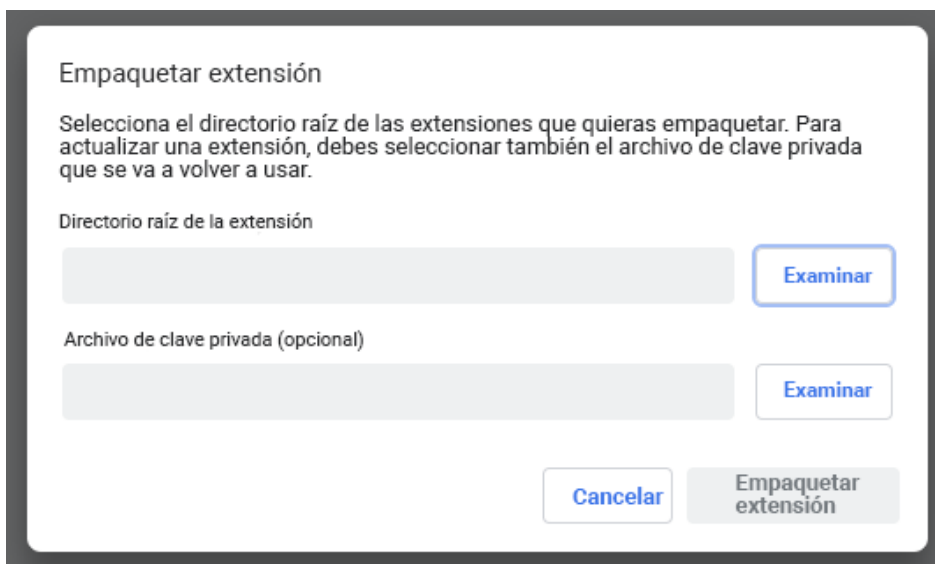 Empaquetar extensión
Selecciona el directorio raíz de las extensiones que quieras empaquetar. Para
actualizar una extensión, debes seleccionar también el archivo de clave privada
que se va a volver a usar.
Directorio raíz de la extensión
Examinar
Archivo de clave privada (opcional)
Examinar
Cancelar
Empaquetar
extensión